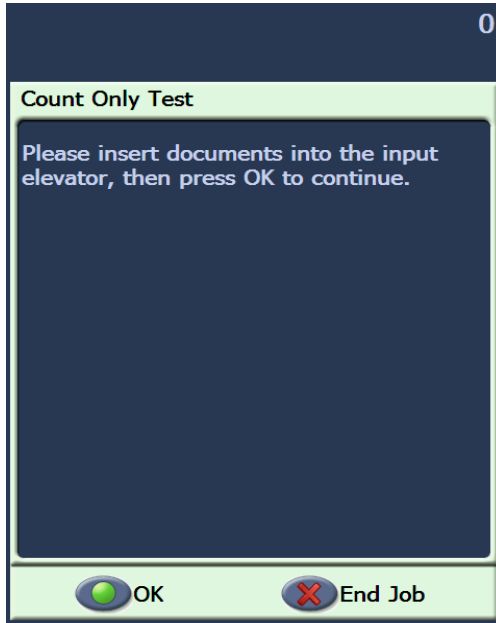 0
Count Only Test
Please insert documents into the input
elevator, then press OK to continue.
OK
End Job